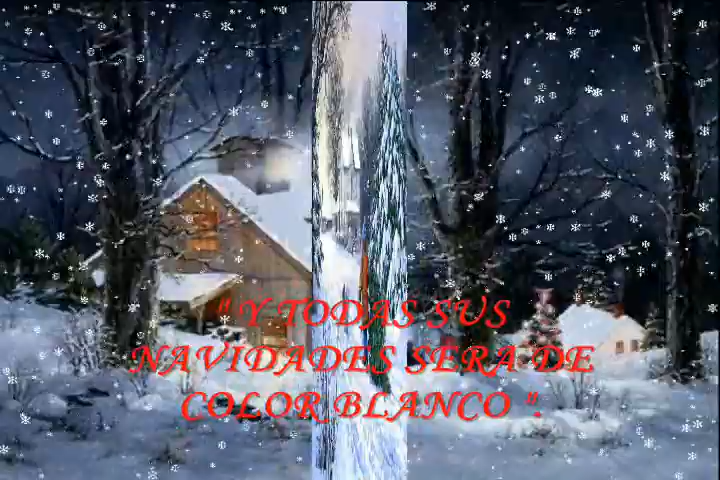 " Y TODAS SUS
NAVIDADES SERA DE
COLOR BLANCO ".